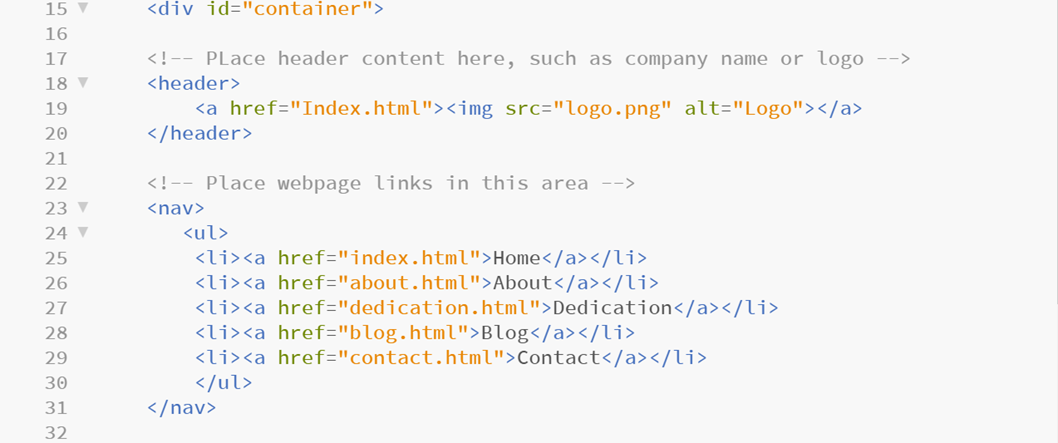 15 <div id="container">
16
17 <!-- PLace header content here, such as company name or logo -->
18 <header>
19 <a href="Index.html"><img src="logo.png" alt="Logo"></a>
20 </header>
21
22 <!-- Place webpage links in this area -->
23 <nav>
24 <ul>
25 <li><a href="index.html">Home</a></li>
26 <li><a href="about.html">About</a></li>
27 <li><a href="dedication.html">Dedication</a></li>
28 <li><a href="blog.html">Blog</a></li>
29 <li><a href="contact.html">Contact</a></li>
30 </ul>
31 </nav>
32